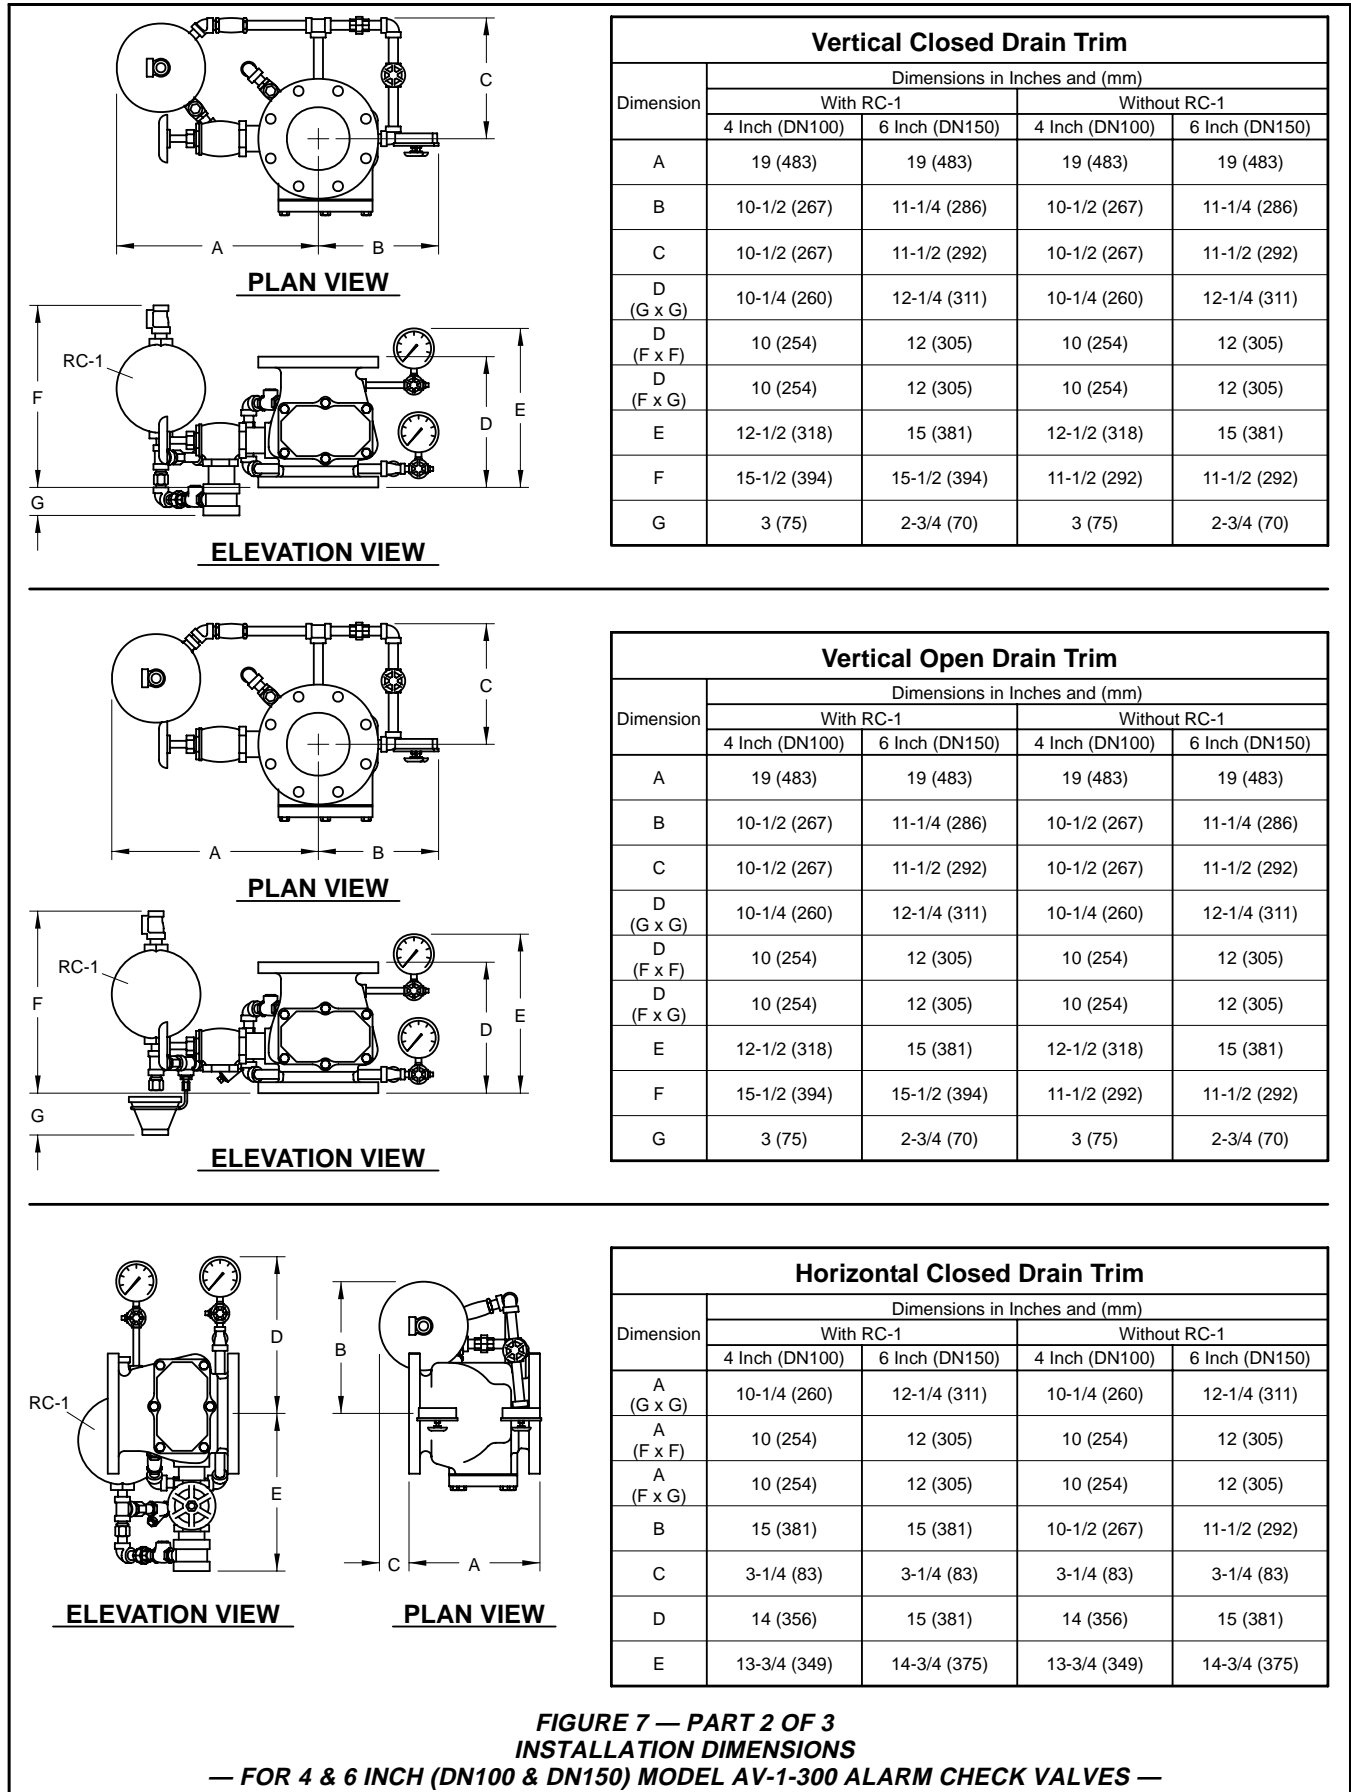 C
A
B
PLAN VIEW
RC-1
F
D
E
G
ELEVATION VIEW
Vertical Closed Drain Trim
Dimension
Dimensions in Inches and (mm)
With RC-1 Without RC-1
4 Inch (DN100) 6 Inch (DN150) 4 Inch (DN100) 6 Inch (DN150)
A 19 (483) 19 (483) 19 (483) 19 (483)
B 10-1/2 (267) 11-1/4 (286) 10-1/2 (267) 11-1/4 (286)
C 10-1/2 (267) 11-1/2 (292) 10-1/2 (267) 11-1/2 (292)
D
(G x G) 10-1/4 (260) 12-1/4 (311) 10-1/4 (260) 12-1/4 (311)
D
(F x F) 10 (254) 12 (305) 10 (254) 12 (305)
D
(F x G) 10 (254) 12 (305) 10 (254) 12 (305)
E 12-1/2 (318) 15 (381) 12-1/2 (318) 15 (381)
F 15-1/2 (394) 15-1/2 (394) 11-1/2 (292) 11-1/2 (292)
G 3 (75) 2-3/4 (70) 3 (75) 2-3/4 (70)
C
A
B
PLAN VIEW
RC-1
F
D
E
G
ELEVATION VIEW
Vertical Open Drain Trim
Dimension
Dimensions in Inches and (mm)
With RC-1 Without RC-1
4 Inch (DN100) 6 Inch (DN150) 4 Inch (DN100) 6 Inch (DN150)
A 19 (483) 19 (483) 19 (483) 19 (483)
B 10-1/2 (267) 11-1/4 (286) 10-1/2 (267) 11-1/4 (286)
C 10-1/2 (267) 11-1/2 (292) 10-1/2 (267) 11-1/2 (292)
D
(G x G) 10-1/4 (260) 12-1/4 (311) 10-1/4 (260) 12-1/4 (311)
D
(F x F) 10 (254) 12 (305) 10 (254) 12 (305)
D
(F x G) 10 (254) 12 (305) 10 (254) 12 (305)
E 12-1/2 (318) 15 (381) 12-1/2 (318) 15 (381)
F 15-1/2 (394) 15-1/2 (394) 11-1/2 (292) 11-1/2 (292)
G 3 (75) 2-3/4 (70) 3 (75) 2-3/4 (70)
D
RC-1
E
ELEVATION VIEW
B
C
A
PLAN VIEW
Horizontal Closed Drain Trim
Dimension
Dimensions in Inches and (mm)
With RC-1 Without RC-1
4 Inch (DN100) 6 Inch (DN150) 4 Inch (DN100) 6 Inch (DN150)
A
(G x G) 10-1/4 (260) 12-1/4 (311) 10-1/4 (260) 12-1/4 (311)
A
(F x F) 10 (254) 12 (305) 10 (254) 12 (305)
A
(F x G) 10 (254) 12 (305) 10 (254) 12 (305)
B 15 (381) 15 (381) 10-1/2 (267) 11-1/2 (292)
C 3-1/4 (83) 3-1/4 (83) 3-1/4 (83) 3-1/4 (83)
D 14 (356) 15 (381) 14 (356) 15 (381)
E 13-3/4 (349) 14-3/4 (375) 13-3/4 (349) 14-3/4 (375)
FIGURE 7 — PART 2 OF 3
INSTALLATION DIMENSIONS
— FOR 4 & 6 INCH (DN100 & DN150) MODEL AV-1-300 ALARM CHECK VALVES —